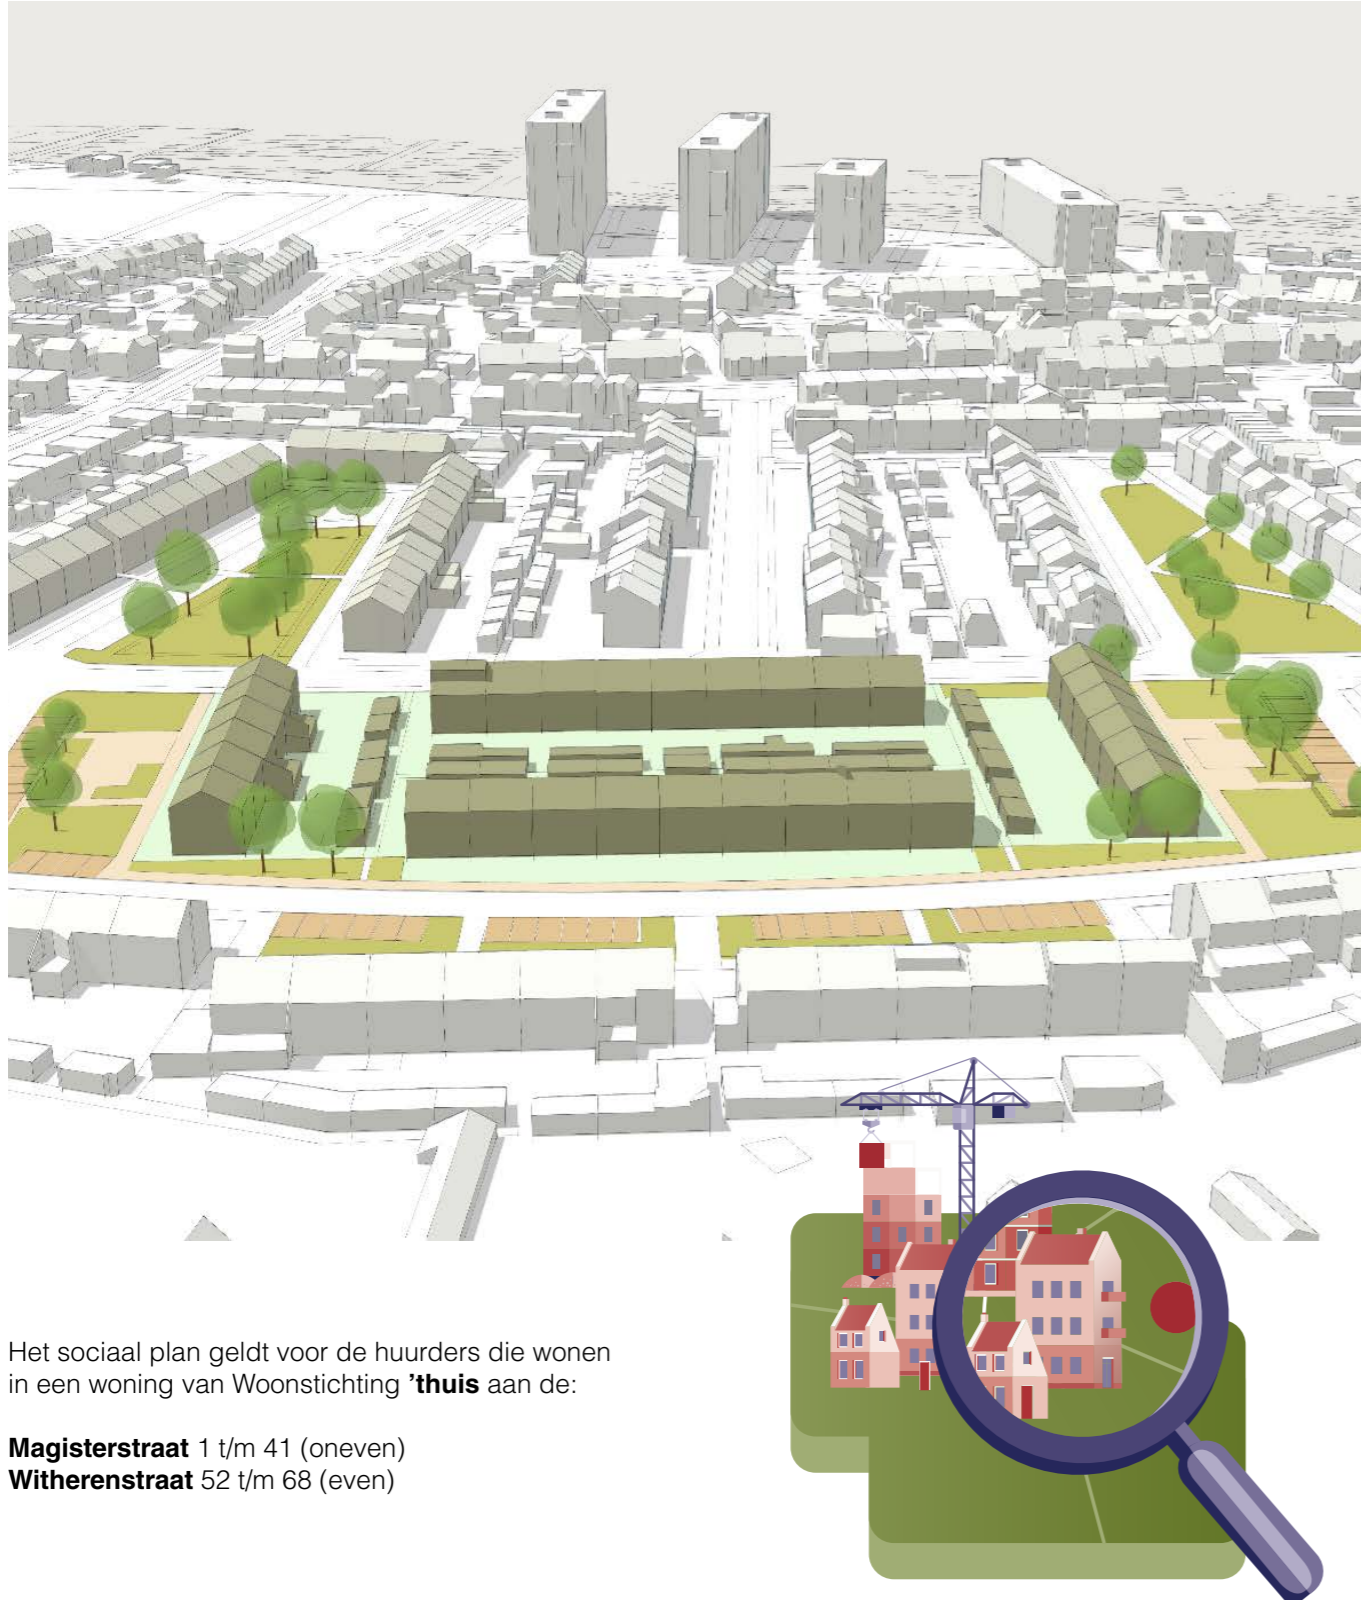 Het sociaal plan geldt voor de huurders die wonen
in een woning van Woonstichting ’thuis aan de:
Magisterstraat 1 t/m 41 (oneven)
Witherenstraat 52 t/m 68 (even)